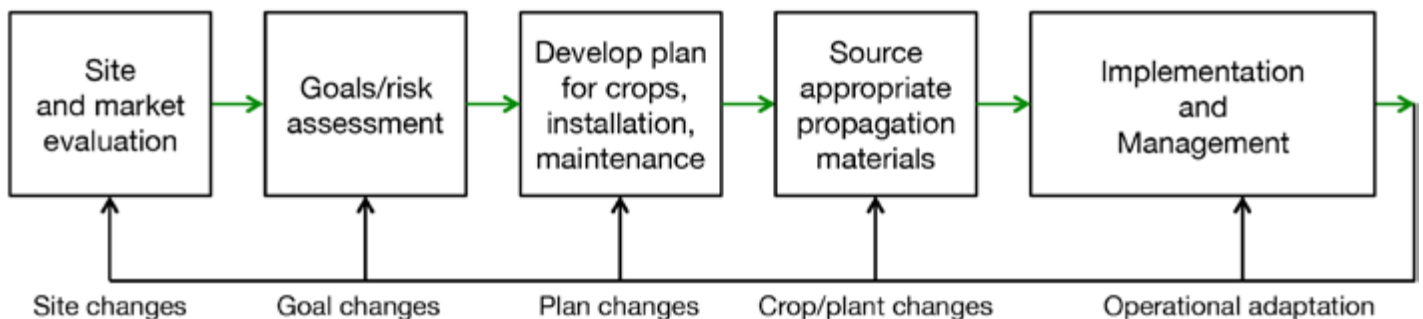 Site
and market
evaluation
Goals/risk
assessment
Develop plan
for crops,
installation,
maintenance
Source
appropriate
propagation
materials
Implementation
and
Management
Site changes
Goal changes
Plan changes
Crop/plant changes
Operational adaptation